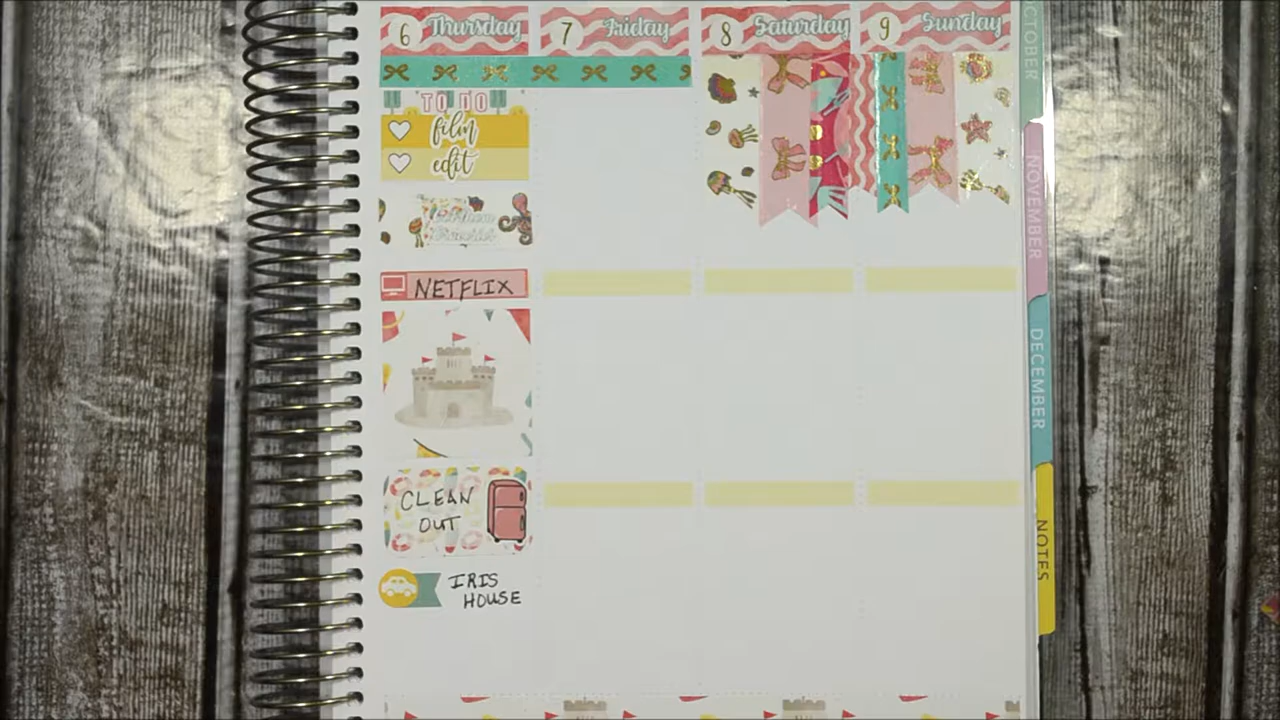 6 Thursday
7 Friday
8 Saturday
9 Sunday
TO DO
film
edit
NETFLIX
CLEAN
OUT
IRIS
HOUSE
OCTOBER
NOVEMBER
DECEMBER
NOTES